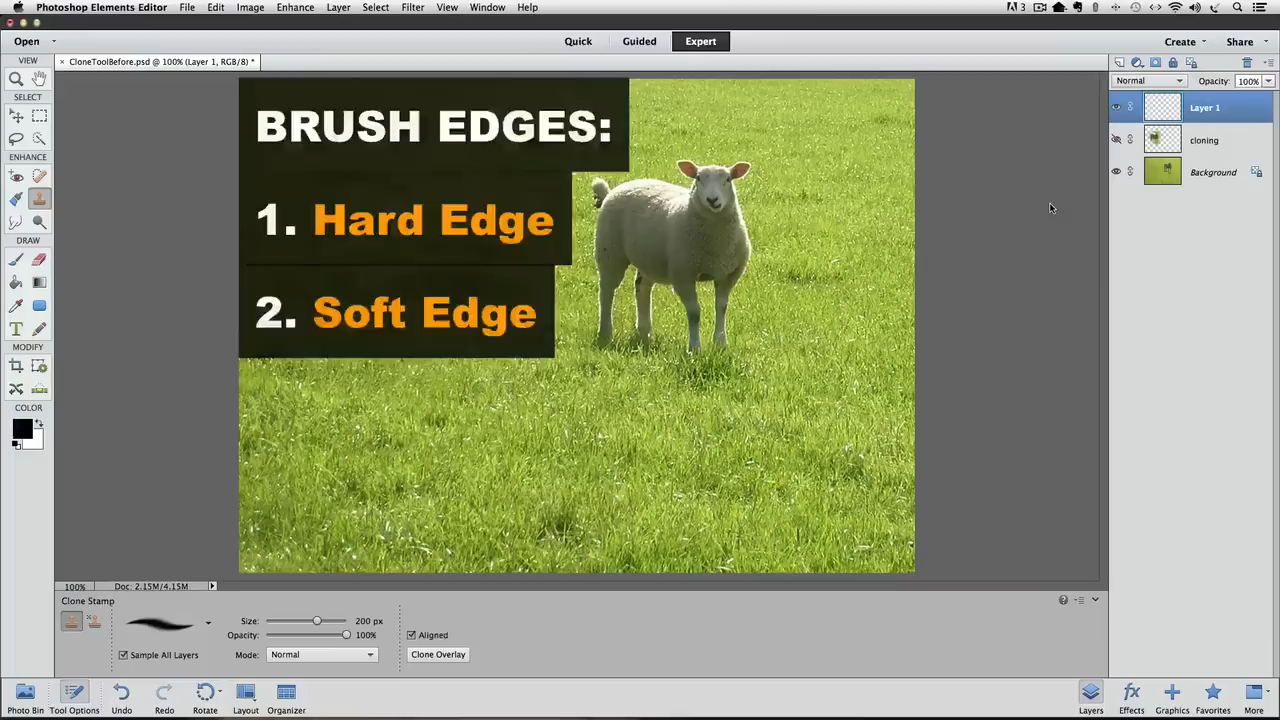 Photoshop Elements Editor File Edit Image Enhance Layer Select Filter View Window Help
3
Open Quick Guided Expert Create Share
VIEW
× CloneToolBefore.psd @ 100% (Layer 1, RGB/8) *
Normal Opacity: 100%
SELECT
Layer 1
cloning
Background
ENHANCE
DRAW
T
MODIFY
COLOR
BRUSH EDGES:
1. Hard Edge
2. Soft Edge
100% Doc: 2.15M/4.15M
Clone Stamp
Size: 200 px
Opacity: 100%
Aligned
Sample All Layers
Mode: Normal
Clone Overlay
Photo Bin Tool Options Undo Redo Rotate Layout Organizer
Layers Effects Graphics Favorites More
fx